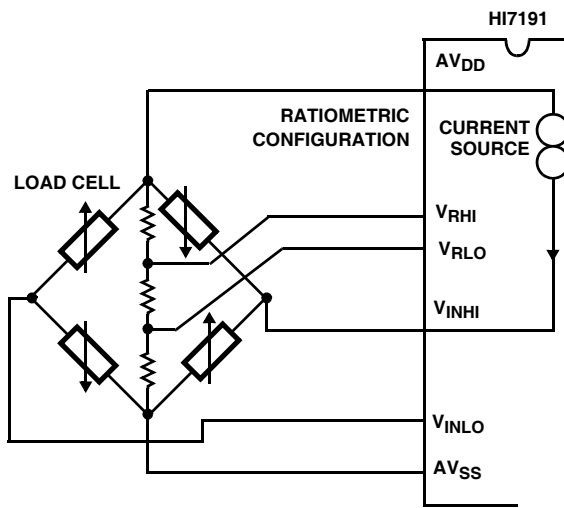 HI7191
AVDD
RATIOMETRIC
CONFIGURATION
CURRENT
SOURCE
LOAD CELL
VRHI
VRLO
VINHI
VINLO
AVSS